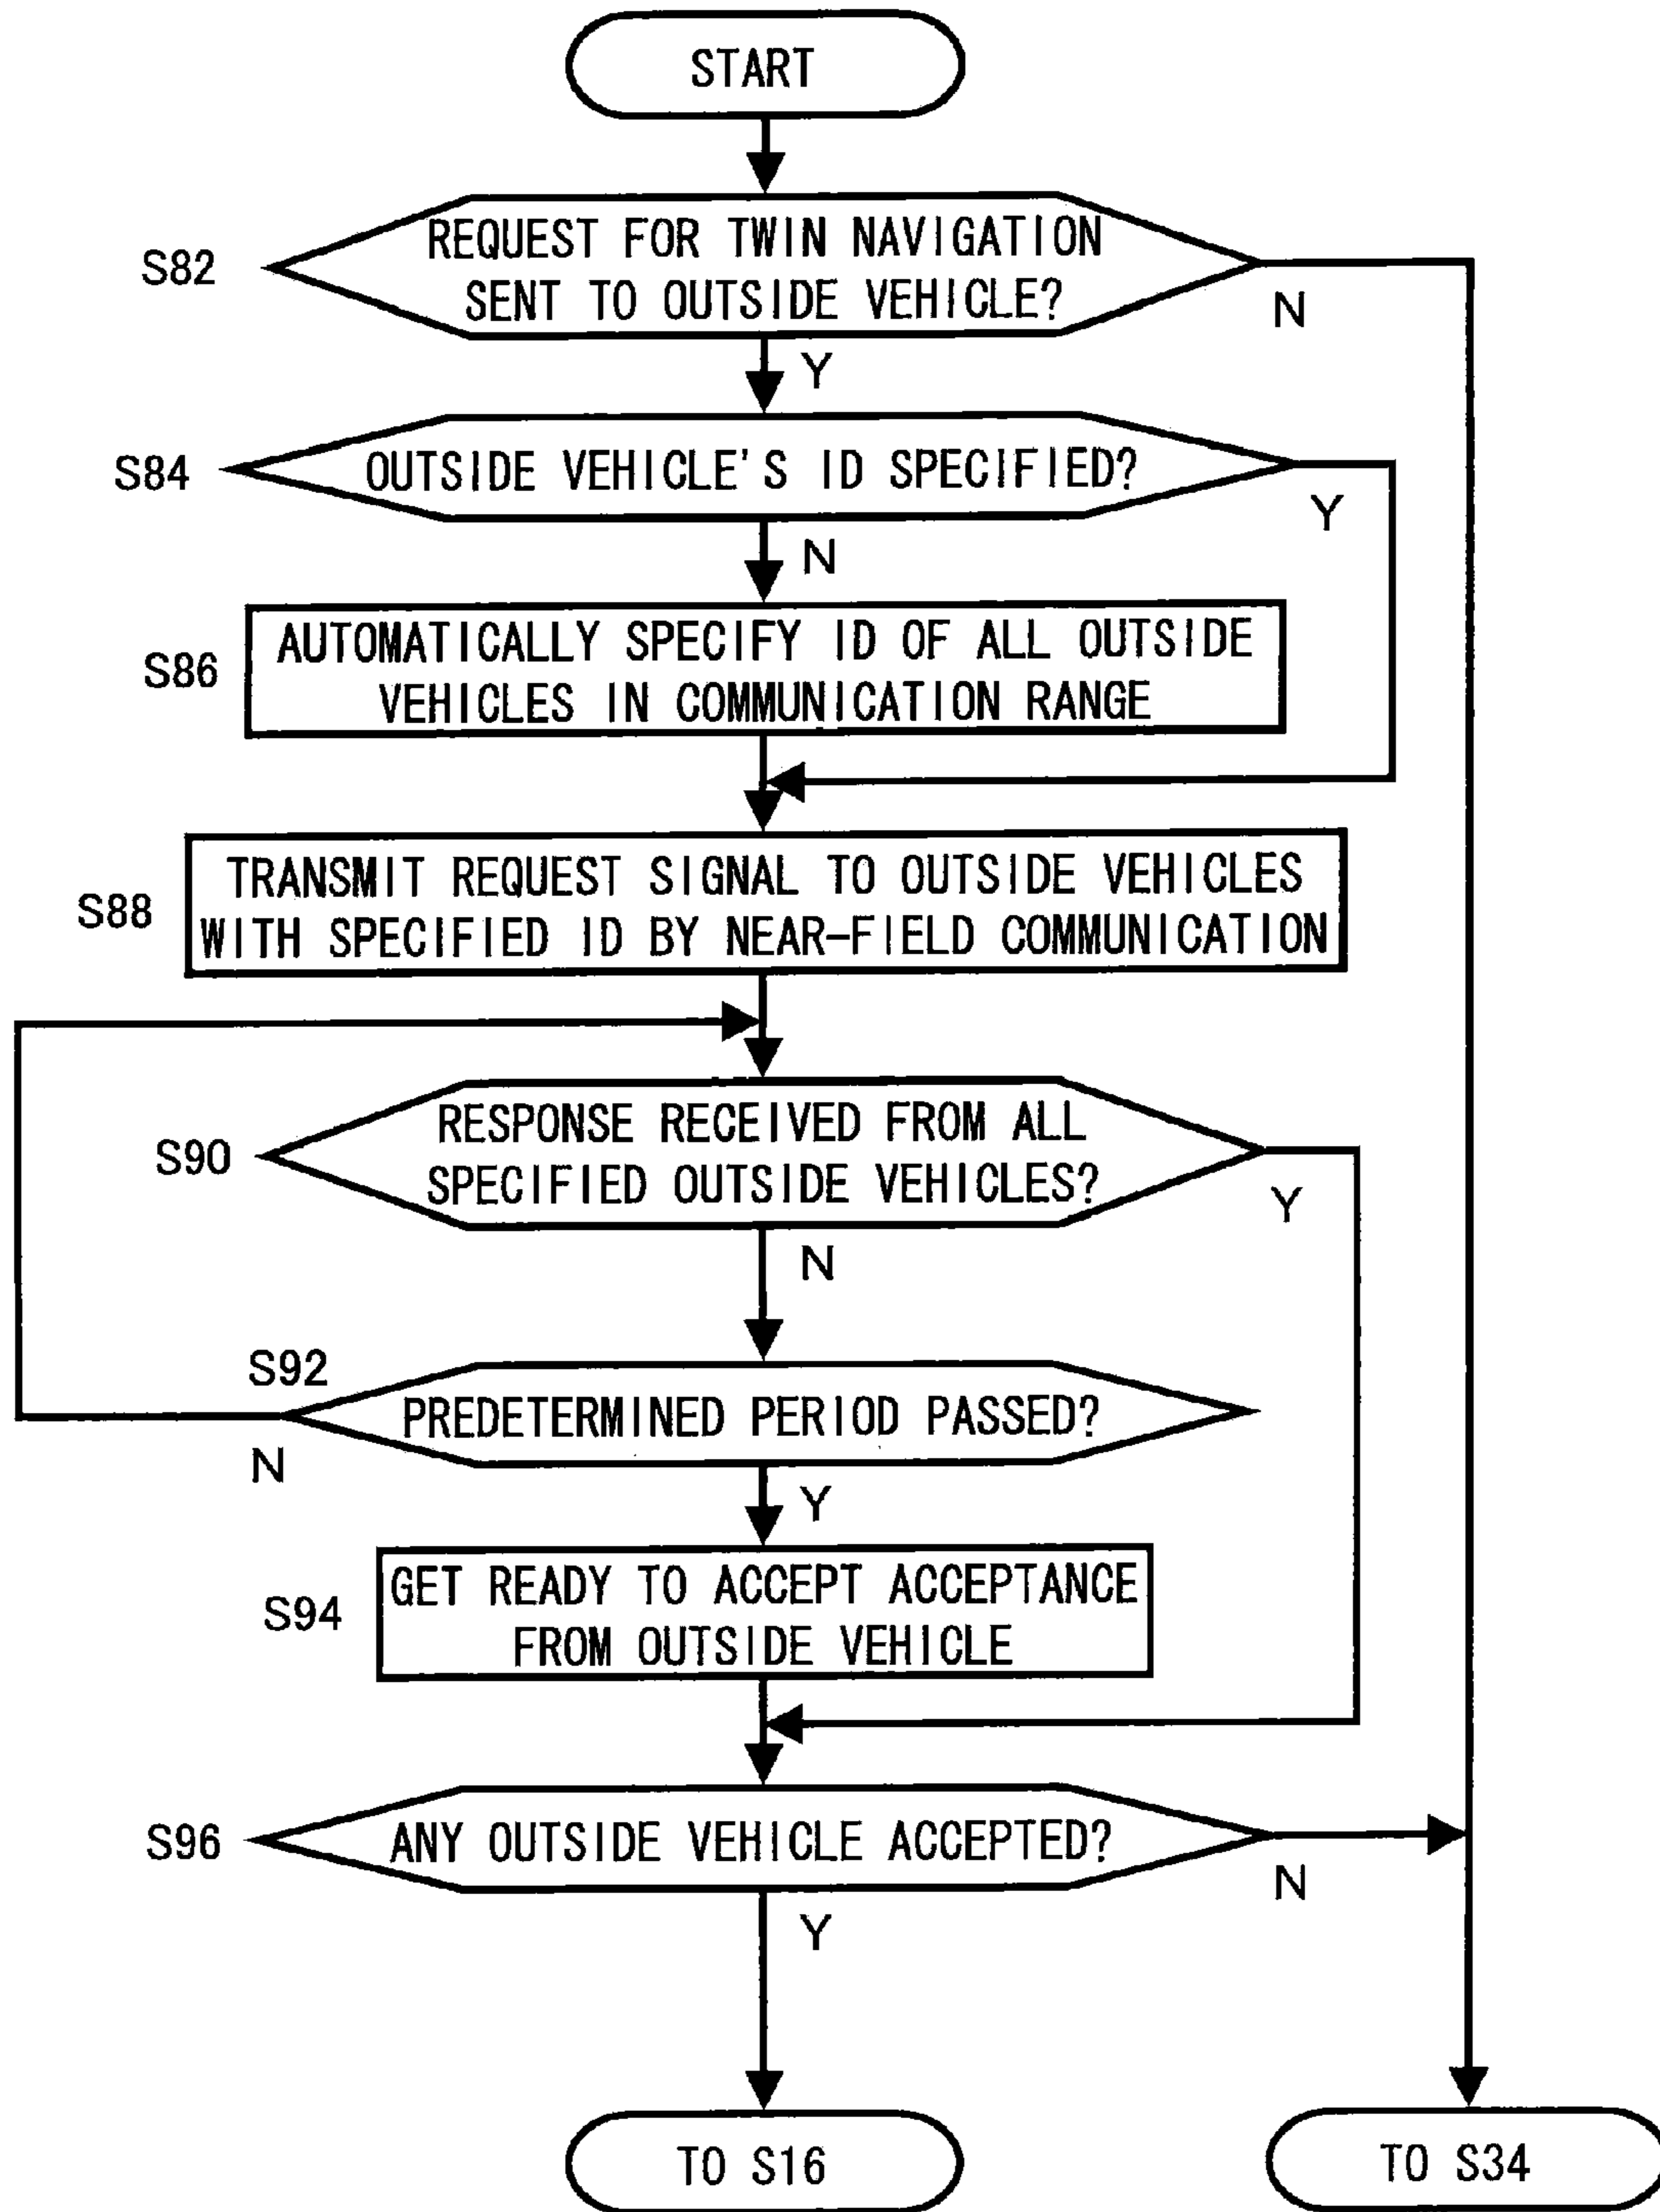 START
S82
REQUEST FOR TWIN NAVIGATION
SENT TO OUTSIDE VEHICLE?
N
Y
S84
OUTSIDE VEHICLE'S ID SPECIFIED?
Y
N
S86
AUTOMATICALLY SPECIFY ID OF ALL OUTSIDE
VEHICLES IN COMMUNICATION RANGE
S88
TRANSMIT REQUEST SIGNAL TO OUTSIDE VEHICLES
WITH SPECIFIED ID BY NEAR-FIELD COMMUNICATION
S90
RESPONSE RECEIVED FROM ALL
SPECIFIED OUTSIDE VEHICLES?
Y
N
S92
PREDETERMINED PERIOD PASSED?
N
Y
S94
GET READY TO ACCEPT ACCEPTANCE
FROM OUTSIDE VEHICLE
S96
ANY OUTSIDE VEHICLE ACCEPTED?
N
Y
TO S16
TO S34